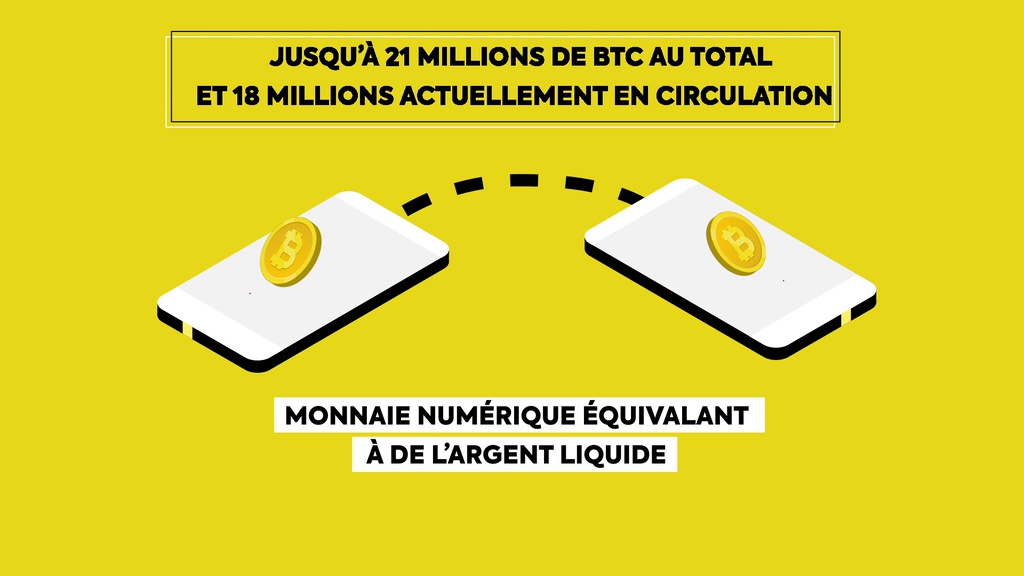 JUSQU'À 21 MILLIONS DE BTC AU TOTAL
ET 18 MILLIONS ACTUELLEMENT EN CIRCULATION
MONNAIE NUMÉRIQUE ÉQUIVALANT
À DE L'ARGENT LIQUIDE